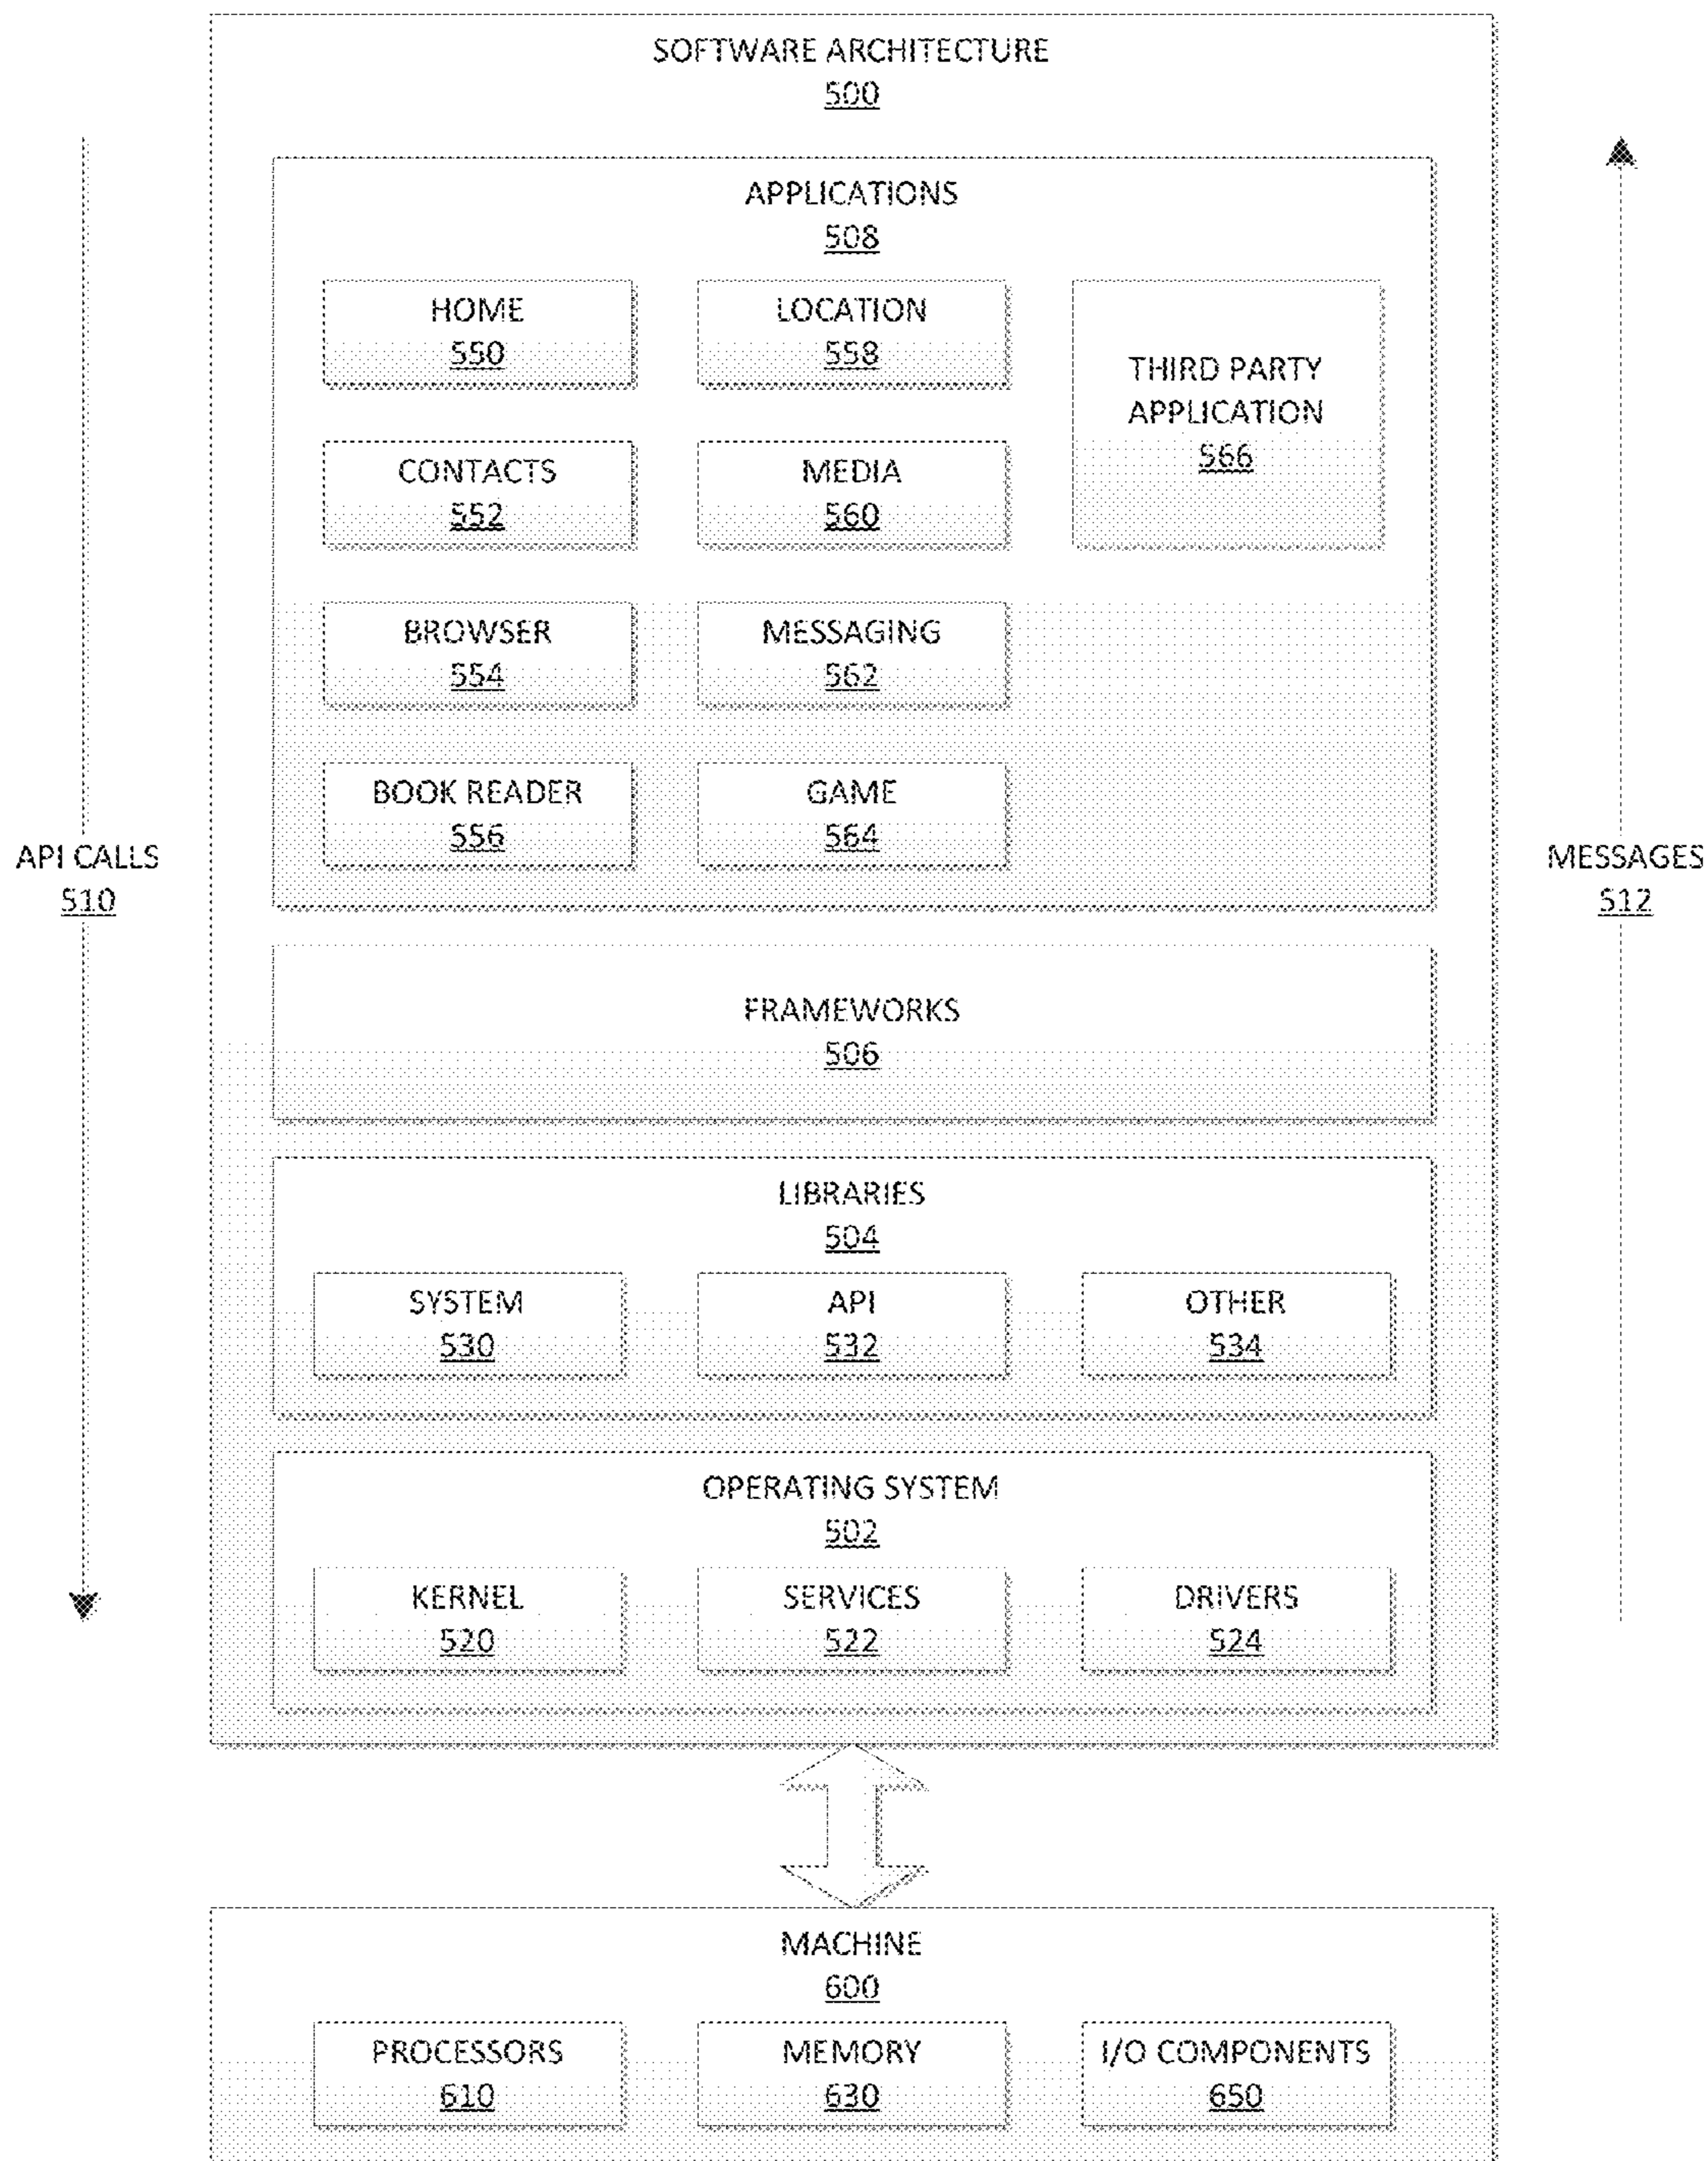 SOFTWARE ARCHITECTURE
500
APPLICATIONS
508
HOME
550
LOCATION
558
THIRD PARTY
APPLICATION
566
CONTACTS
552
MEDIA
560
BROWSER
554
MESSAGING
562
BOOK READER
556
GAME
564
API CALLS
510
MESSAGES
512
FRAMEWORKS
506
LIBRARIES
504
SYSTEM
530
API
532
OTHER
534
OPERATING SYSTEM
502
KERNEL
520
SERVICES
522
DRIVERS
524
MACHINE
600
PROCESSORS
610
MEMORY
630
I/O COMPONENTS
650